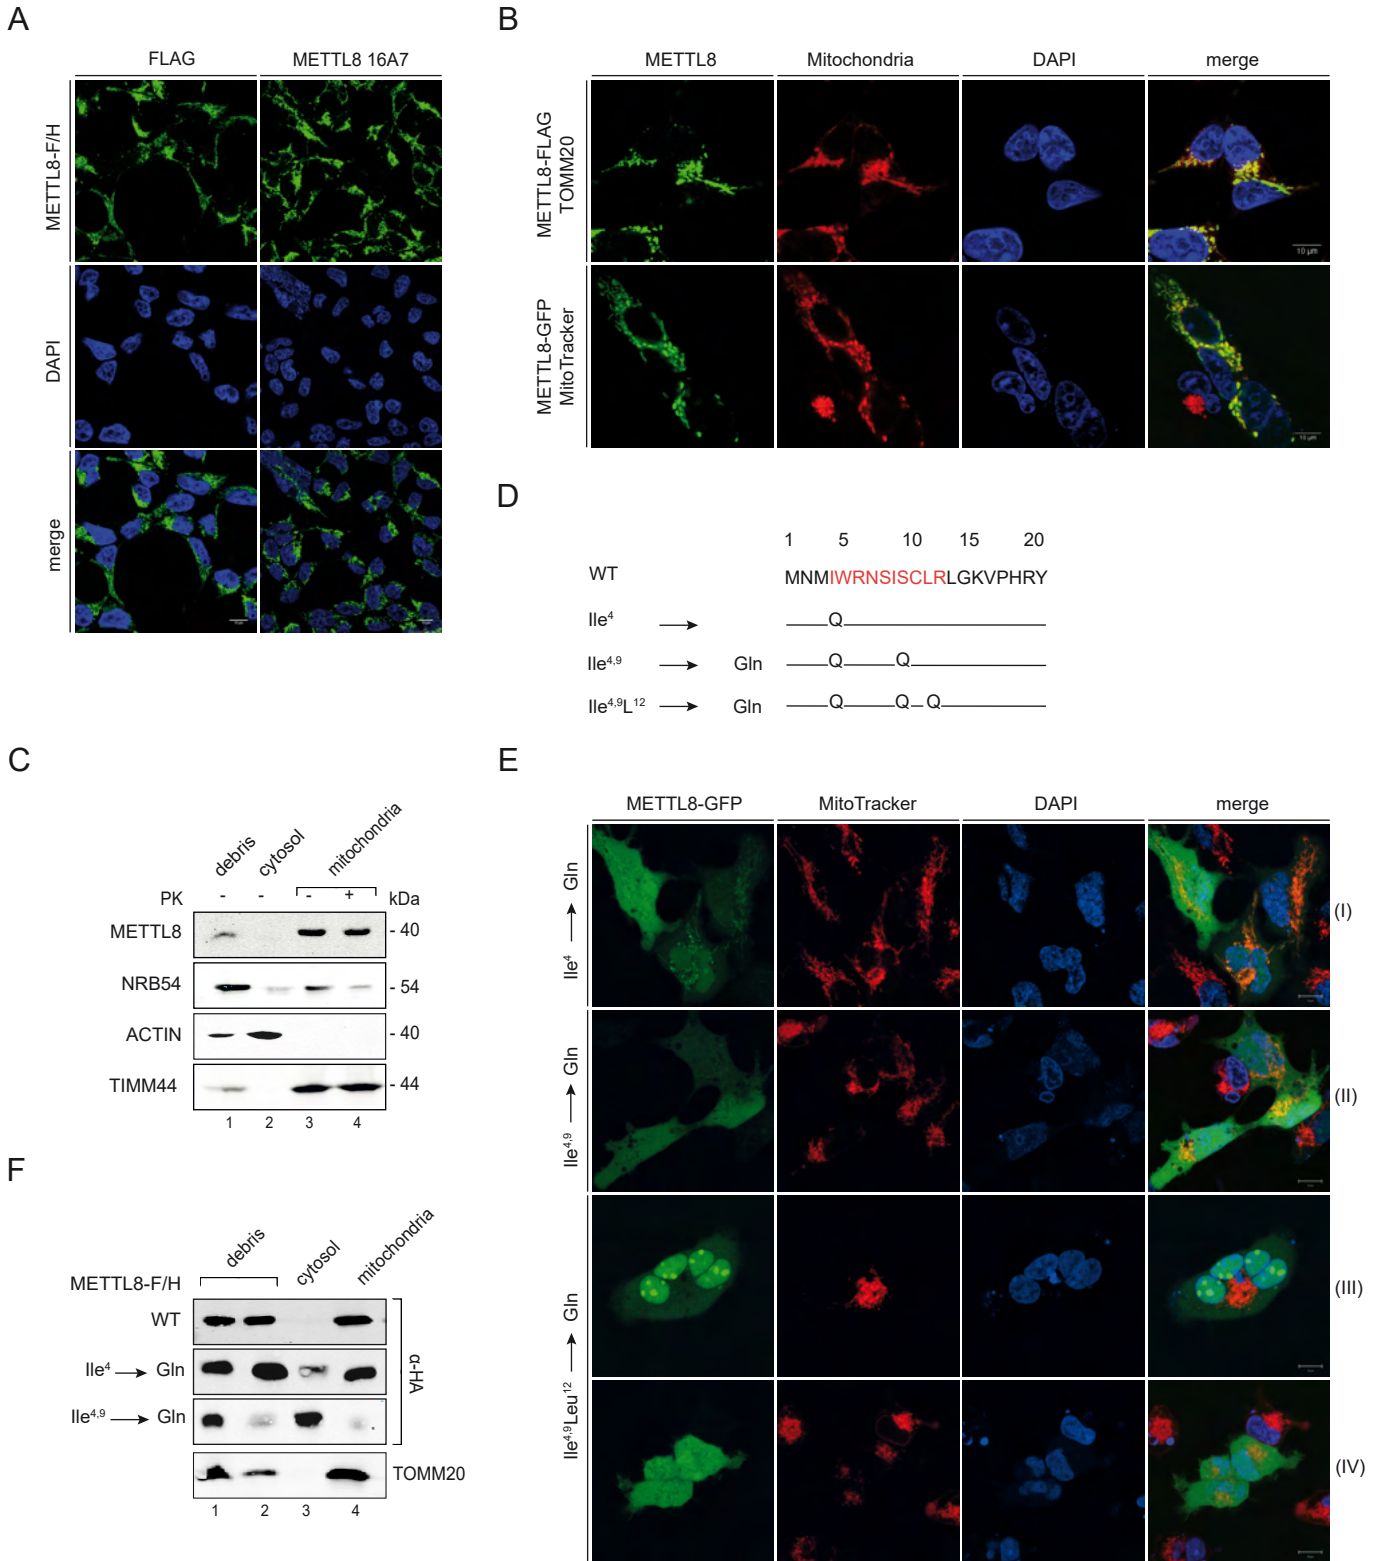 A
FLAG
METTL8 16A7
METTL8-F/H
DAPI
merge
B
METTL8
Mitochondria
DAPI
merge
METTL8-FLAG
TOMM20
10 µm
METTL8-GFP
MitoTracker
10 µm
C
debris
cytosol
mitochondria
PK
-
-
-
+
kDa
METTL8
- 40
NRB54
- 54
ACTIN
- 40
TIMM44
- 44
1 2 3 4
D
1 5 10 15 20
WT
MNMIWRNSISCLRLGKVPHRY
Ile4 → Q
Ile4,9 → Gln Q Q
Ile4,9L12 → Gln Q Q Q
E
METTL8-GFP
MitoTracker
DAPI
merge
Ile4 → Gln
(I)
Ile4,9 → Gln
(II)
Ile4,9Leu12 → Gln
(III)
(IV)
F
debris
cytosol
mitochondria
METTL8-F/H
WT
Ile4 → Gln
Ile4,9 → Gln
α-HA
TOMM20
1 2 3 4